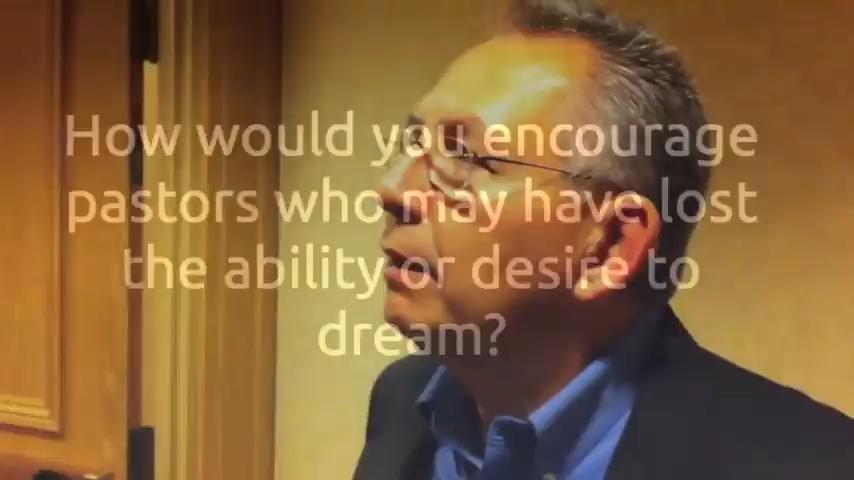 How would you encourage
pastors who may have lost
the ability or desire to
dream?